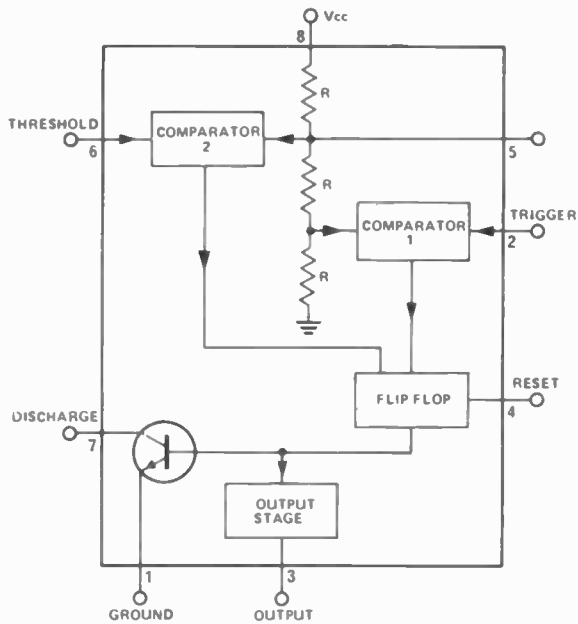 Vcc
8
R
THRESHOLD
6
COMPARATOR
2
5
R
COMPARATOR
1
TRIGGER
2
R
FLIP FLOP
RESET
4
DISCHARGE
7
OUTPUT
STAGE
1
3
GROUND
OUTPUT